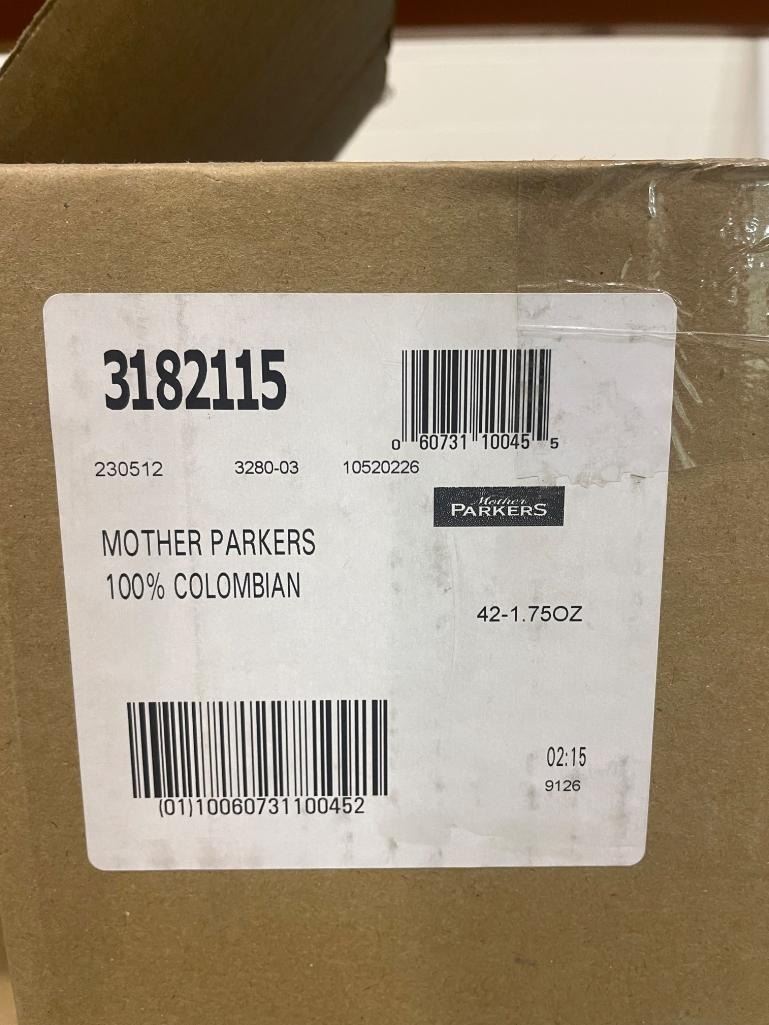 3182115
0 60731 10045 5
230512 3280-03 10520226
Mother
PARKERS
MOTHER PARKERS
100% COLOMBIAN
42-1.75OZ
02:15
9126
(01)10060731100452